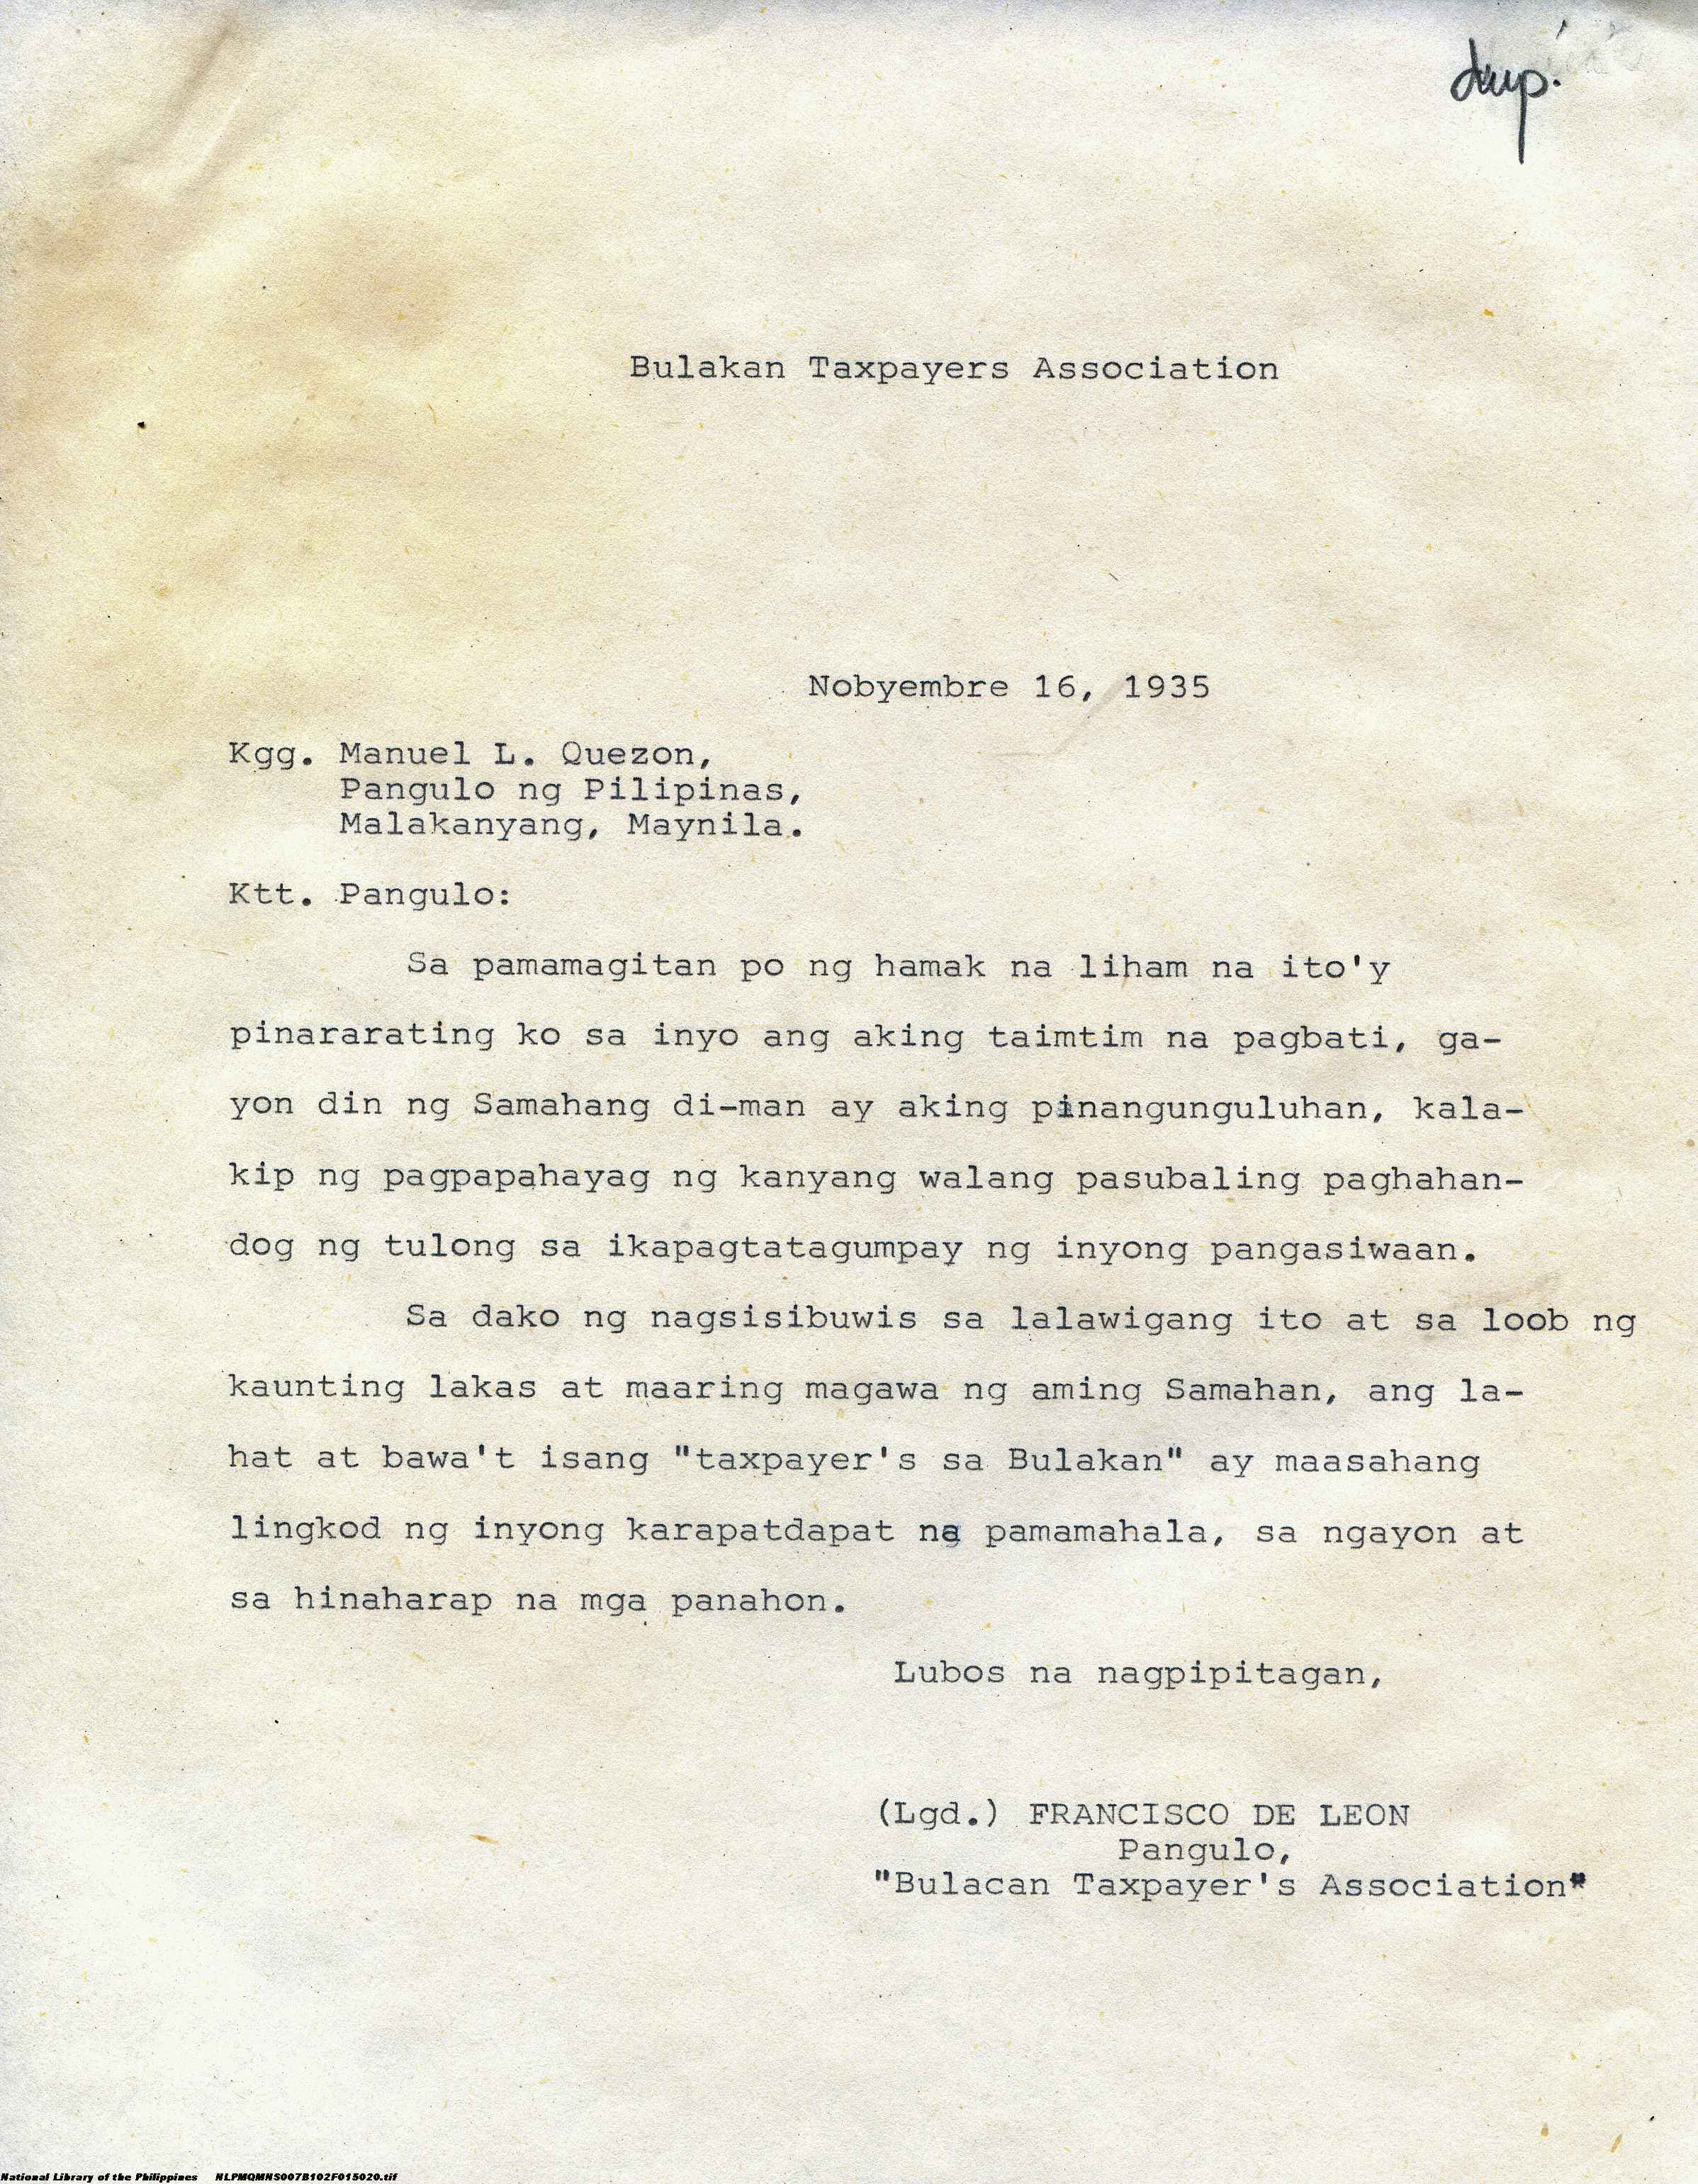 dup.
Bulakan Taxpayers Association
Nobyembre 16, 1935
Kgg. Manuel L. Quezon,
Pangulo ng Pilipinas,
Malakanyang, Maynila.
Ktt. Pangulo:
Sa pamamagitan po ng hamak na liham na ito'y
pinararating ko sa inyo ang aking taimtim na pagbati, ga-
yon din ng Samahang di-man ay aking pinangunguluhan, kala-
kip ng pagpapahayag ng kanyang walang pasubaling paghahan-
dog ng tulong sa ikapagtatagumpay ng inyong pangasiwaan.
Sa dako ng nagsisibuwis sa lalawigang ito at sa loob ng
kaunting lakas at maaring magawa ng aming Samahan, ang la-
hat at bawa't isang "taxpayer's sa Bulakan" ay maasahang
lingkod ng inyong karapatdapat na pamamahala, sa ngayon at
sa hinaharap na mga panahon.
Lubos na nagpipitagan,
(Lgd.) FRANCISCO DE LEON
Pangulo,
"Bulacan Taxpayer's Association"
National Library of the Philippines NLPMQMNS007B102F015020.tif